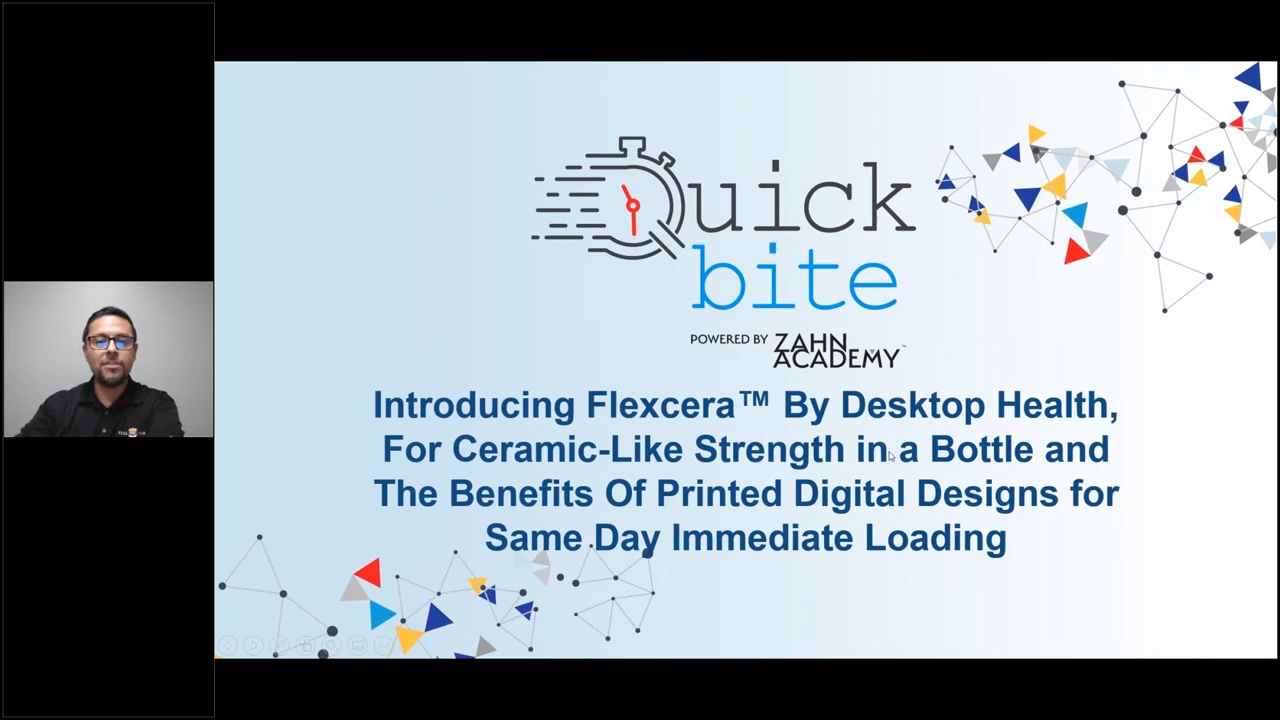 Quick
bite
POWERED BY ZAHN
ACADEMY™
Introducing Flexcera™ By Desktop Health,
For Ceramic-Like Strength in a Bottle and
The Benefits Of Printed Digital Designs for
Same Day Immediate Loading